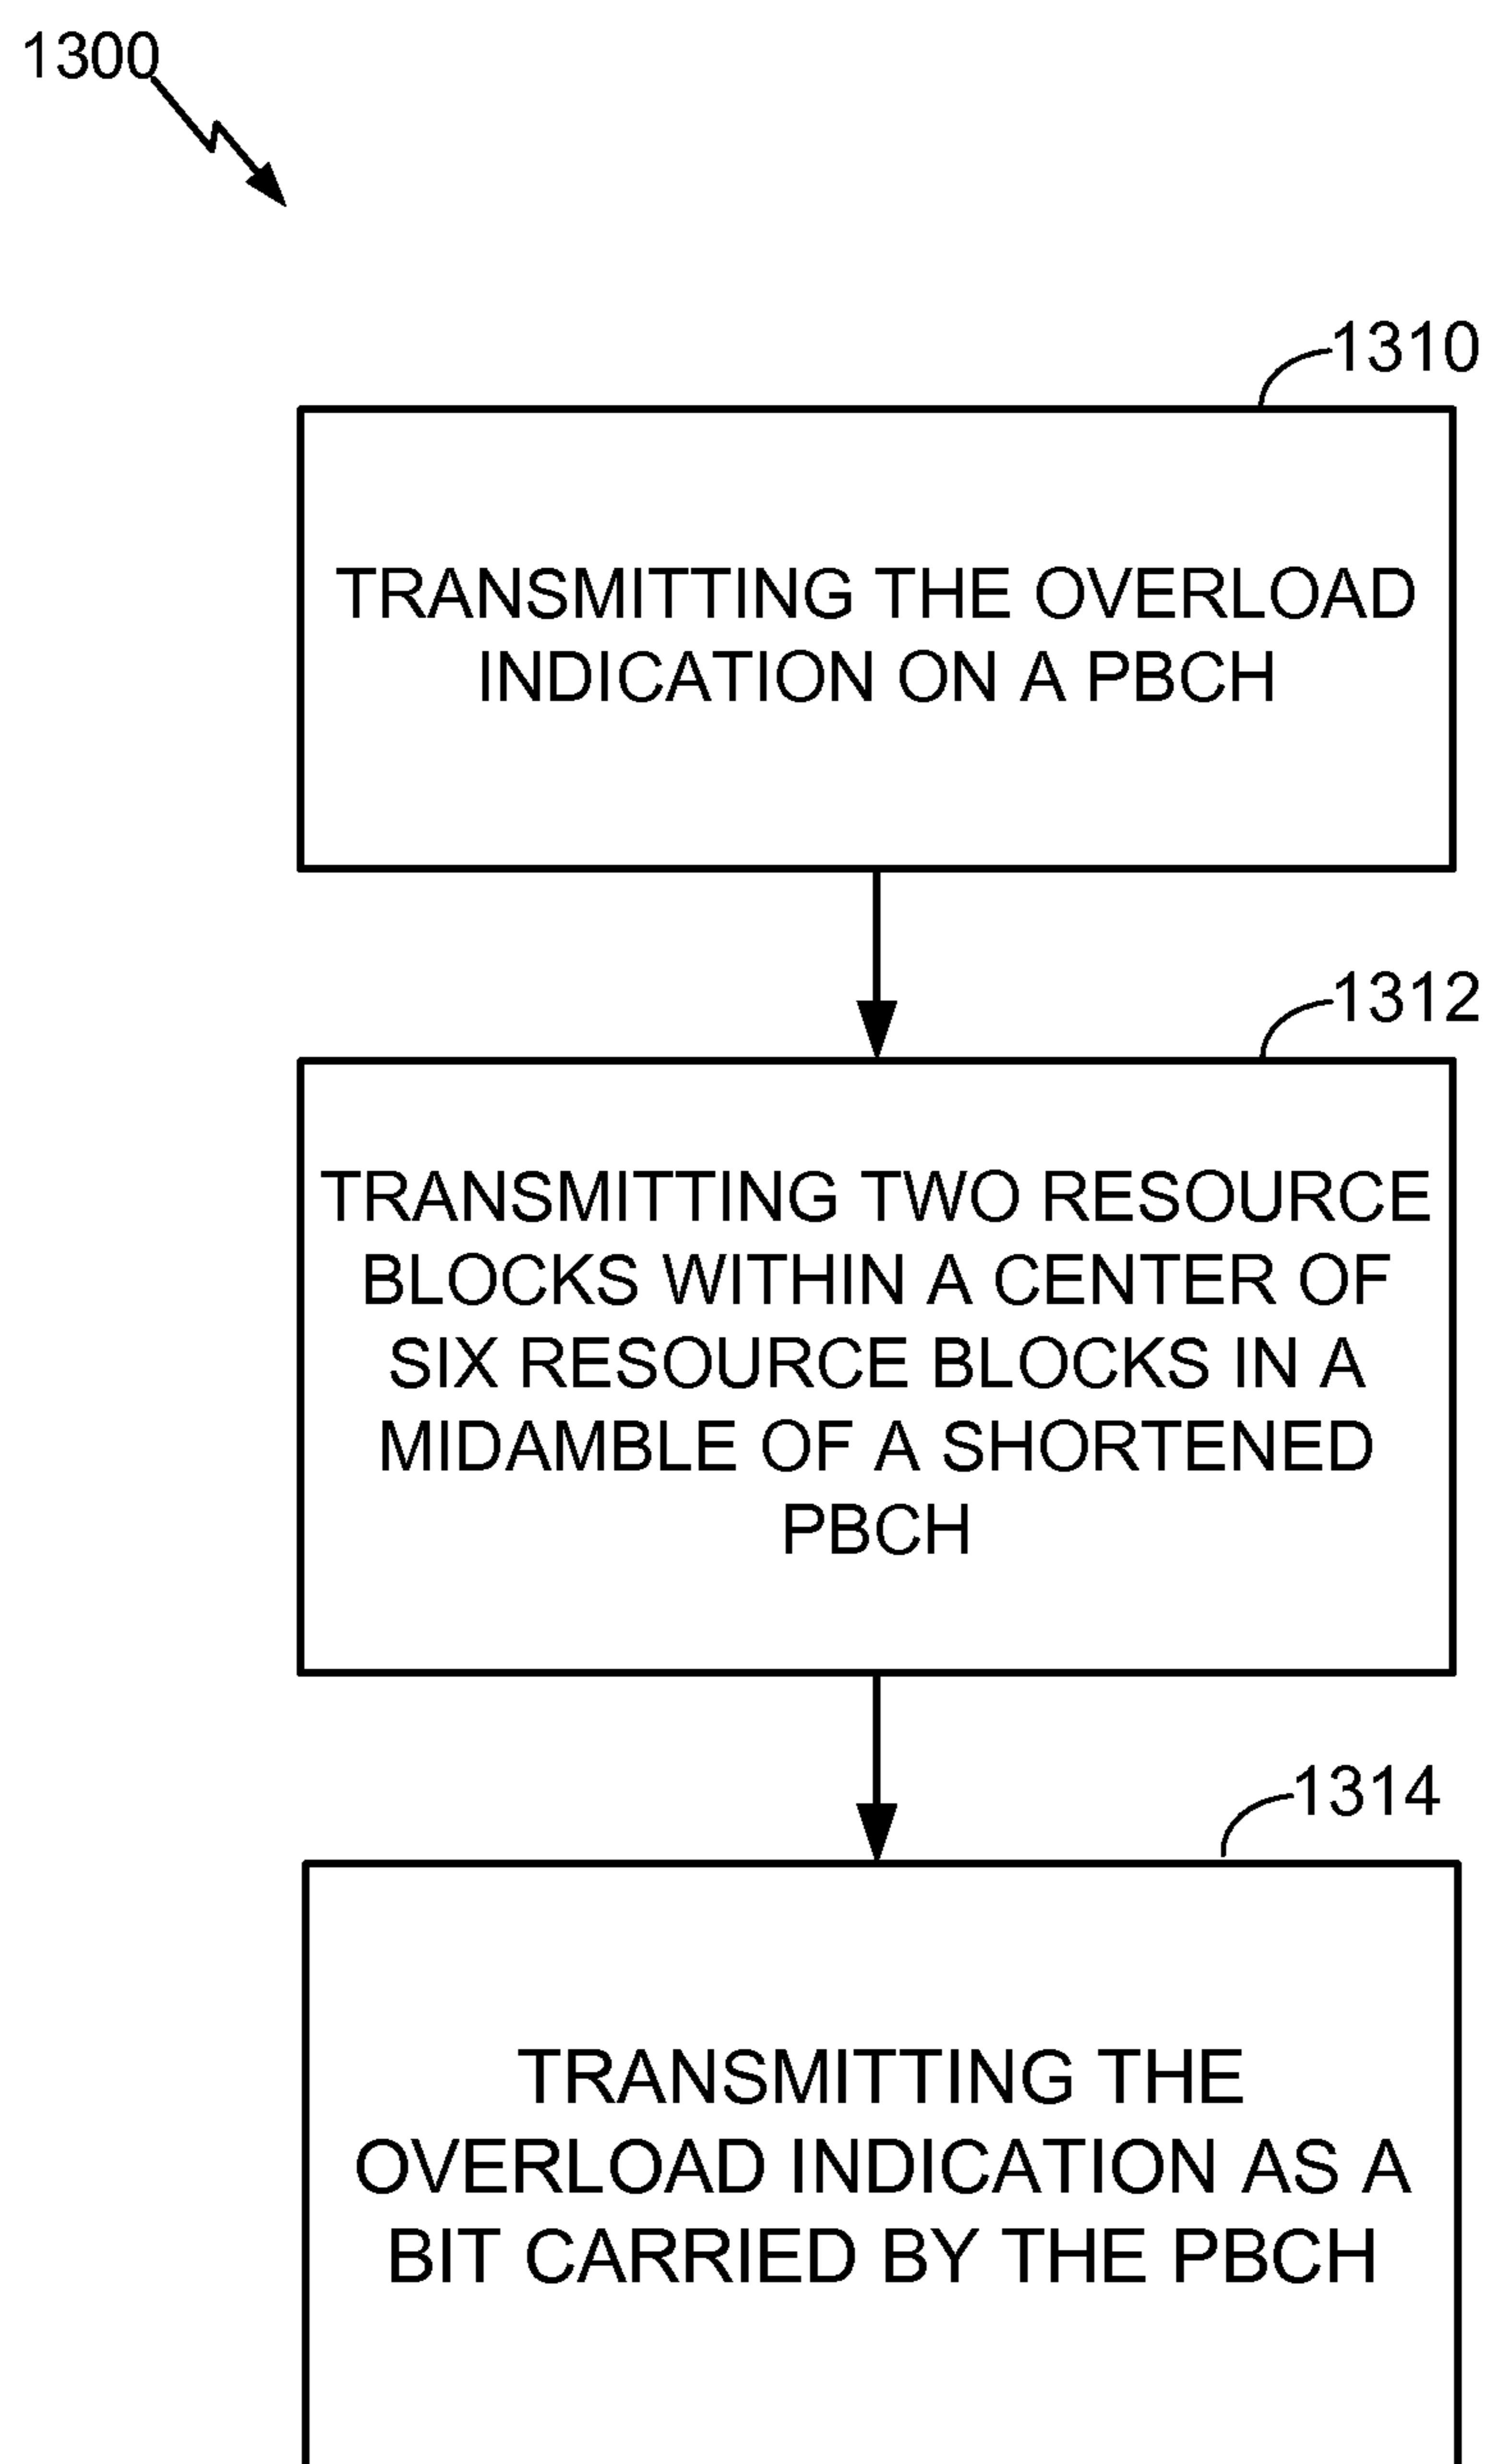 1300
1310
TRANSMITTING THE OVERLOAD
INDICATION ON A PBCH
1312
TRANSMITTING TWO RESOURCE
BLOCKS WITHIN A CENTER OF
SIX RESOURCE BLOCKS IN A
MIDAMBLE OF A SHORTENED
PBCH
1314
TRANSMITTING THE
OVERLOAD INDICATION AS A
BIT CARRIED BY THE PBCH